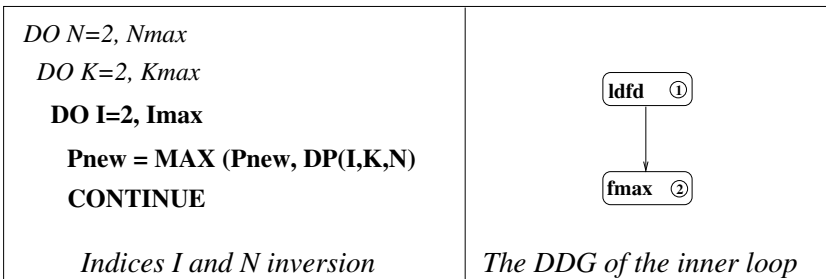 DO N=2, Nmax
DO K=2, Kmax
DO I=2, Imax
Pnew = MAX (Pnew, DP(I,K,N)
CONTINUE
Indices I and N inversion
ldfd ①
fmax ②
The DDG of the inner loop